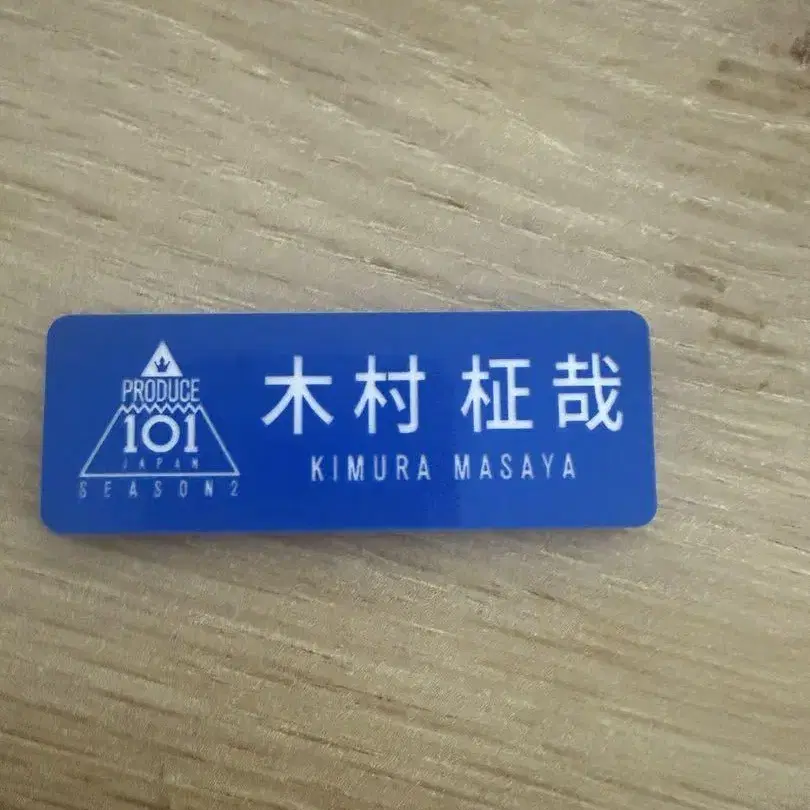 PRODUCE
101
JAPAN
SEASON2
木村 柾哉
KIMURA MASAYA